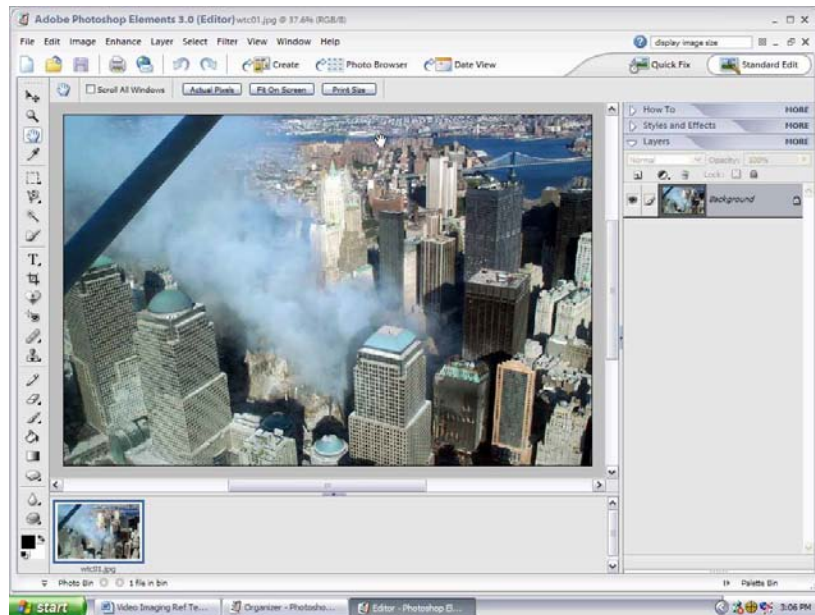 Adobe Photoshop Elements 3.0 (Editor) wtc01.jpg @ 37.6% (RGB/8)
File Edit Image Enhance Layer Select Filter View Window Help display image size
Create Photo Browser Date View Quick Fix Standard Edit
Scroll All Windows Actual Pixels Fit On Screen Print Size
How To MORE
Styles and Effects MORE
Layers MORE
Normal Opacity: 100%
Lock:
Background
T
wtc01.jpg
Photo Bin 1 file in bin Palette Bin
start Video Imaging Ref Te... Organizer - Photosho... Editor - Photoshop El... 3:06 PM